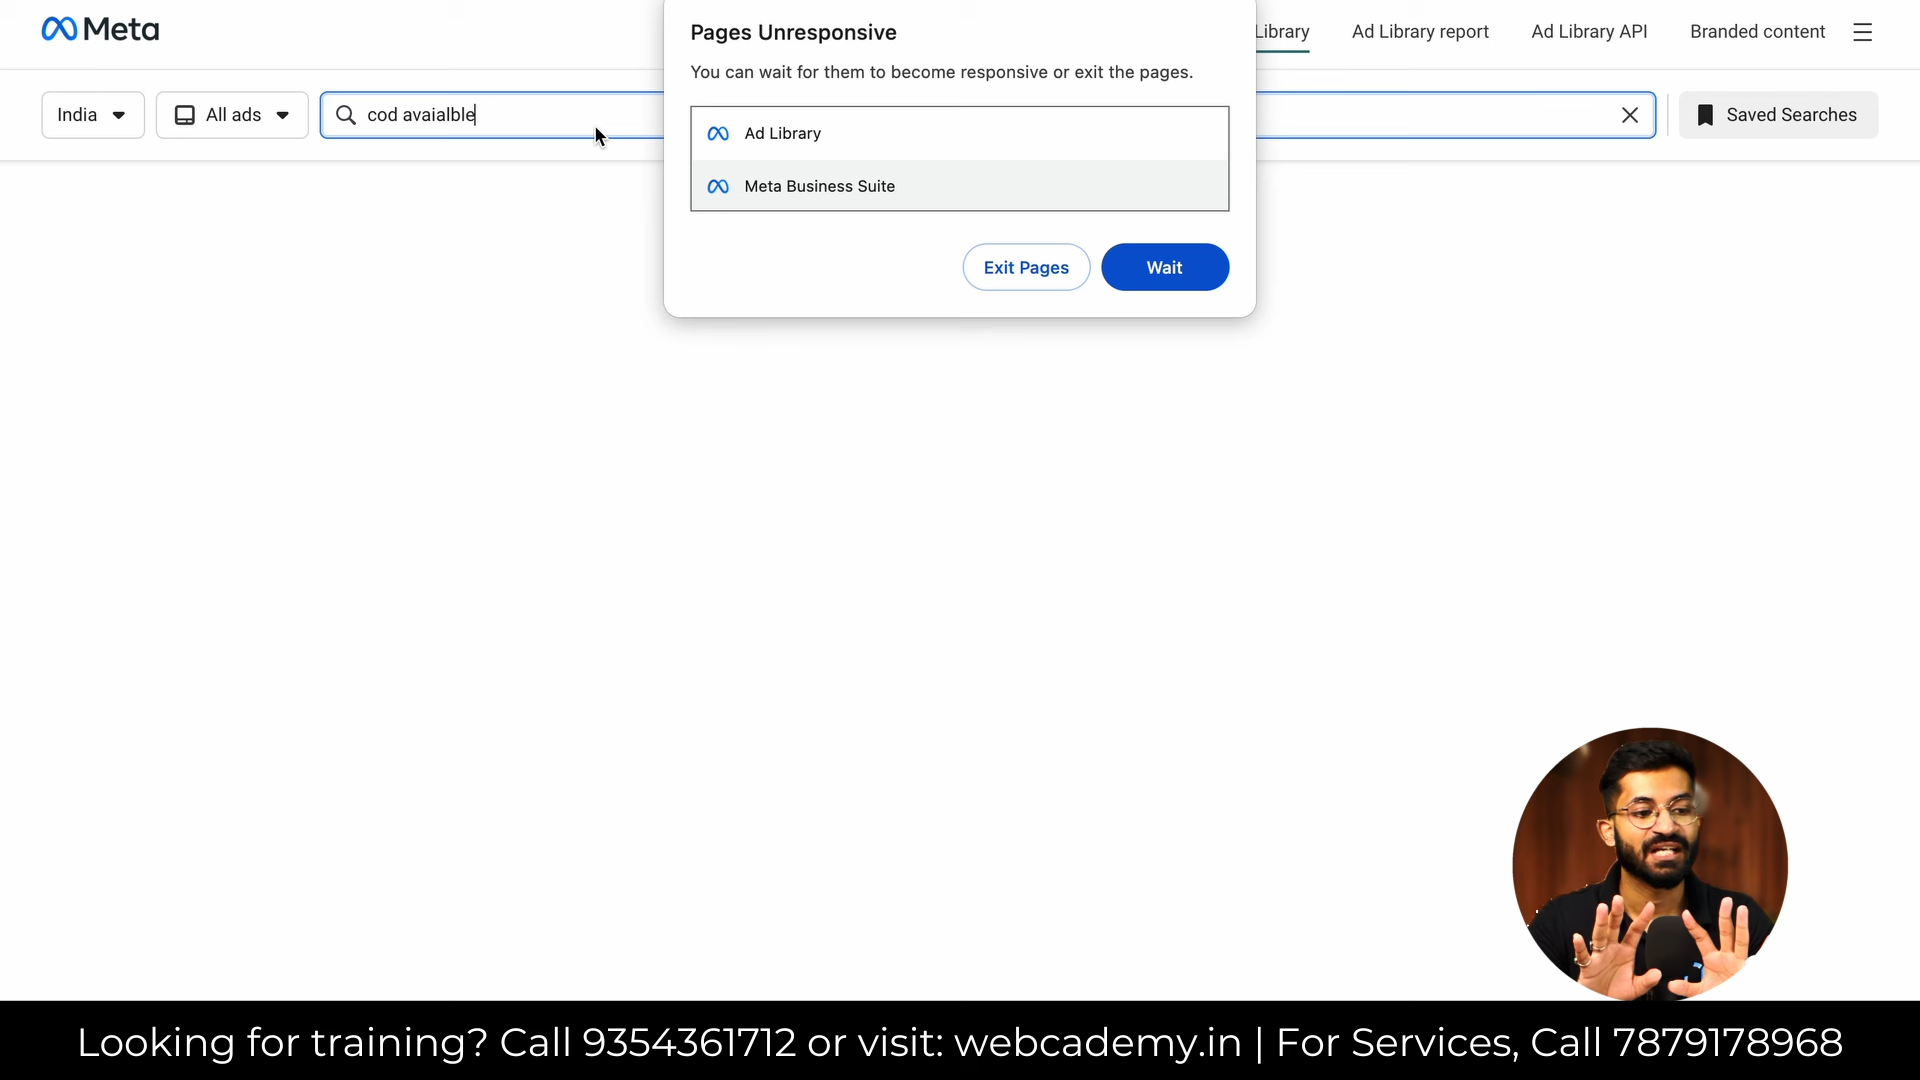 Meta
Library
Ad Library report
Ad Library API
Branded content
India
All ads
cod avaialble
Saved Searches
Pages Unresponsive
You can wait for them to become responsive or exit the pages.
Ad Library
Meta Business Suite
Exit Pages
Wait
Looking for training? Call 9354361712 or visit: webcademy.in | For Services, Call 7879178968